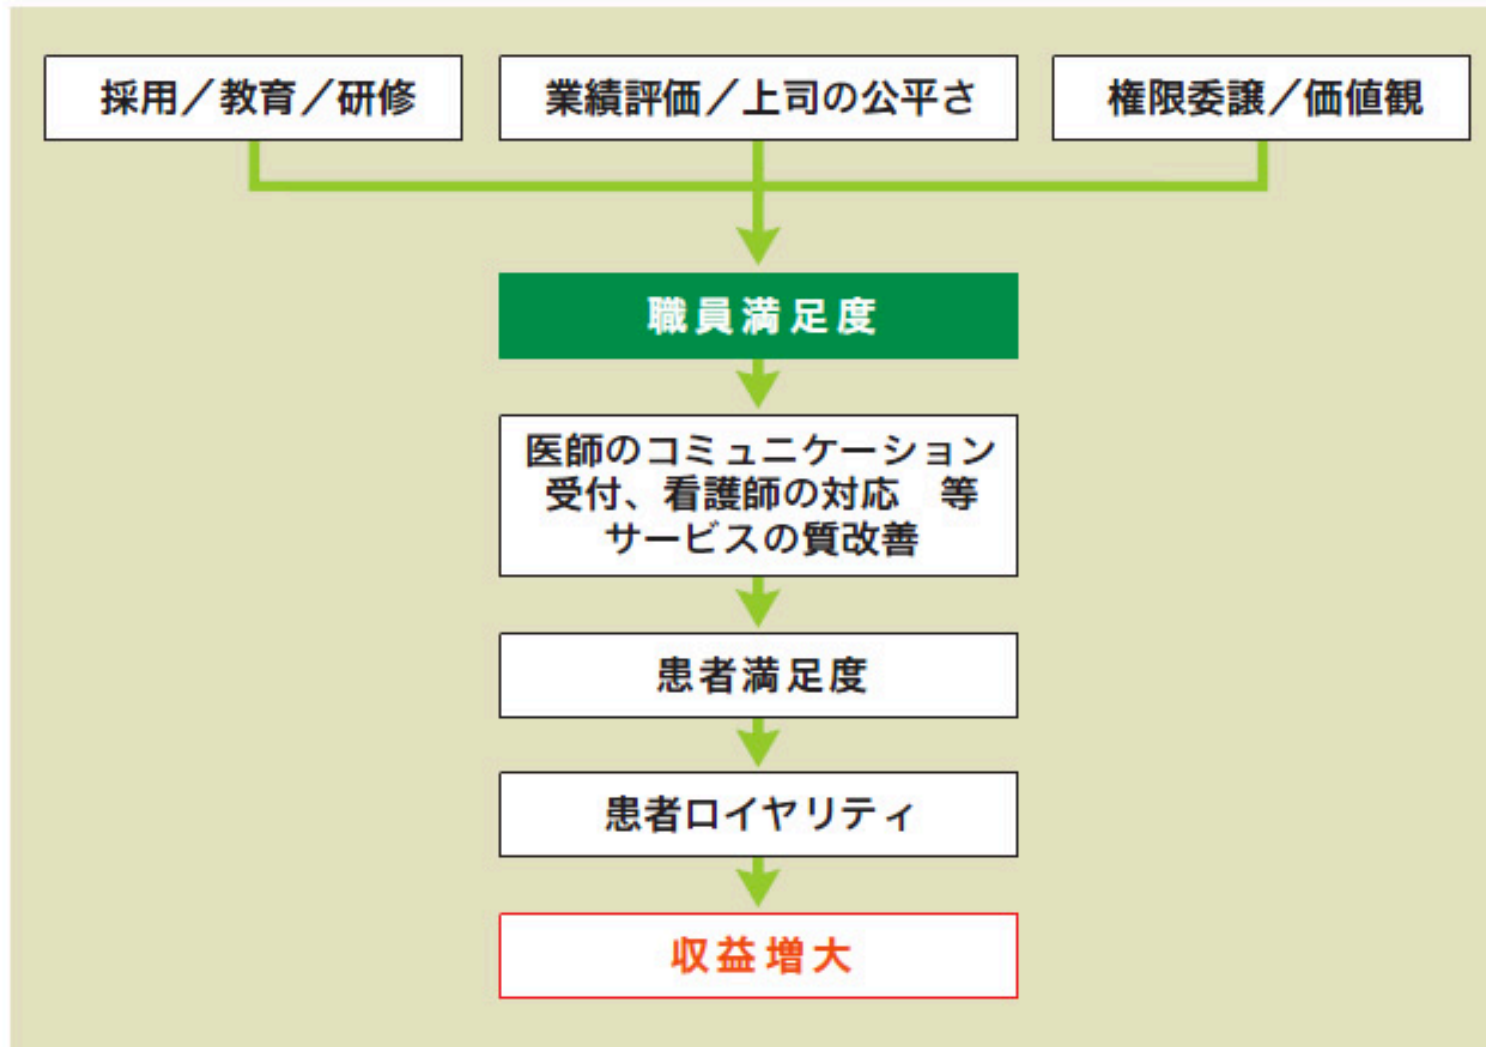 採用／教育／研修
業績評価／上司の公平さ
権限委譲／価値観
職員満足度
医師のコミュニケーション
受付、看護師の対応　等
サービスの質改善
患者満足度
患者ロイヤリティ
収益増大